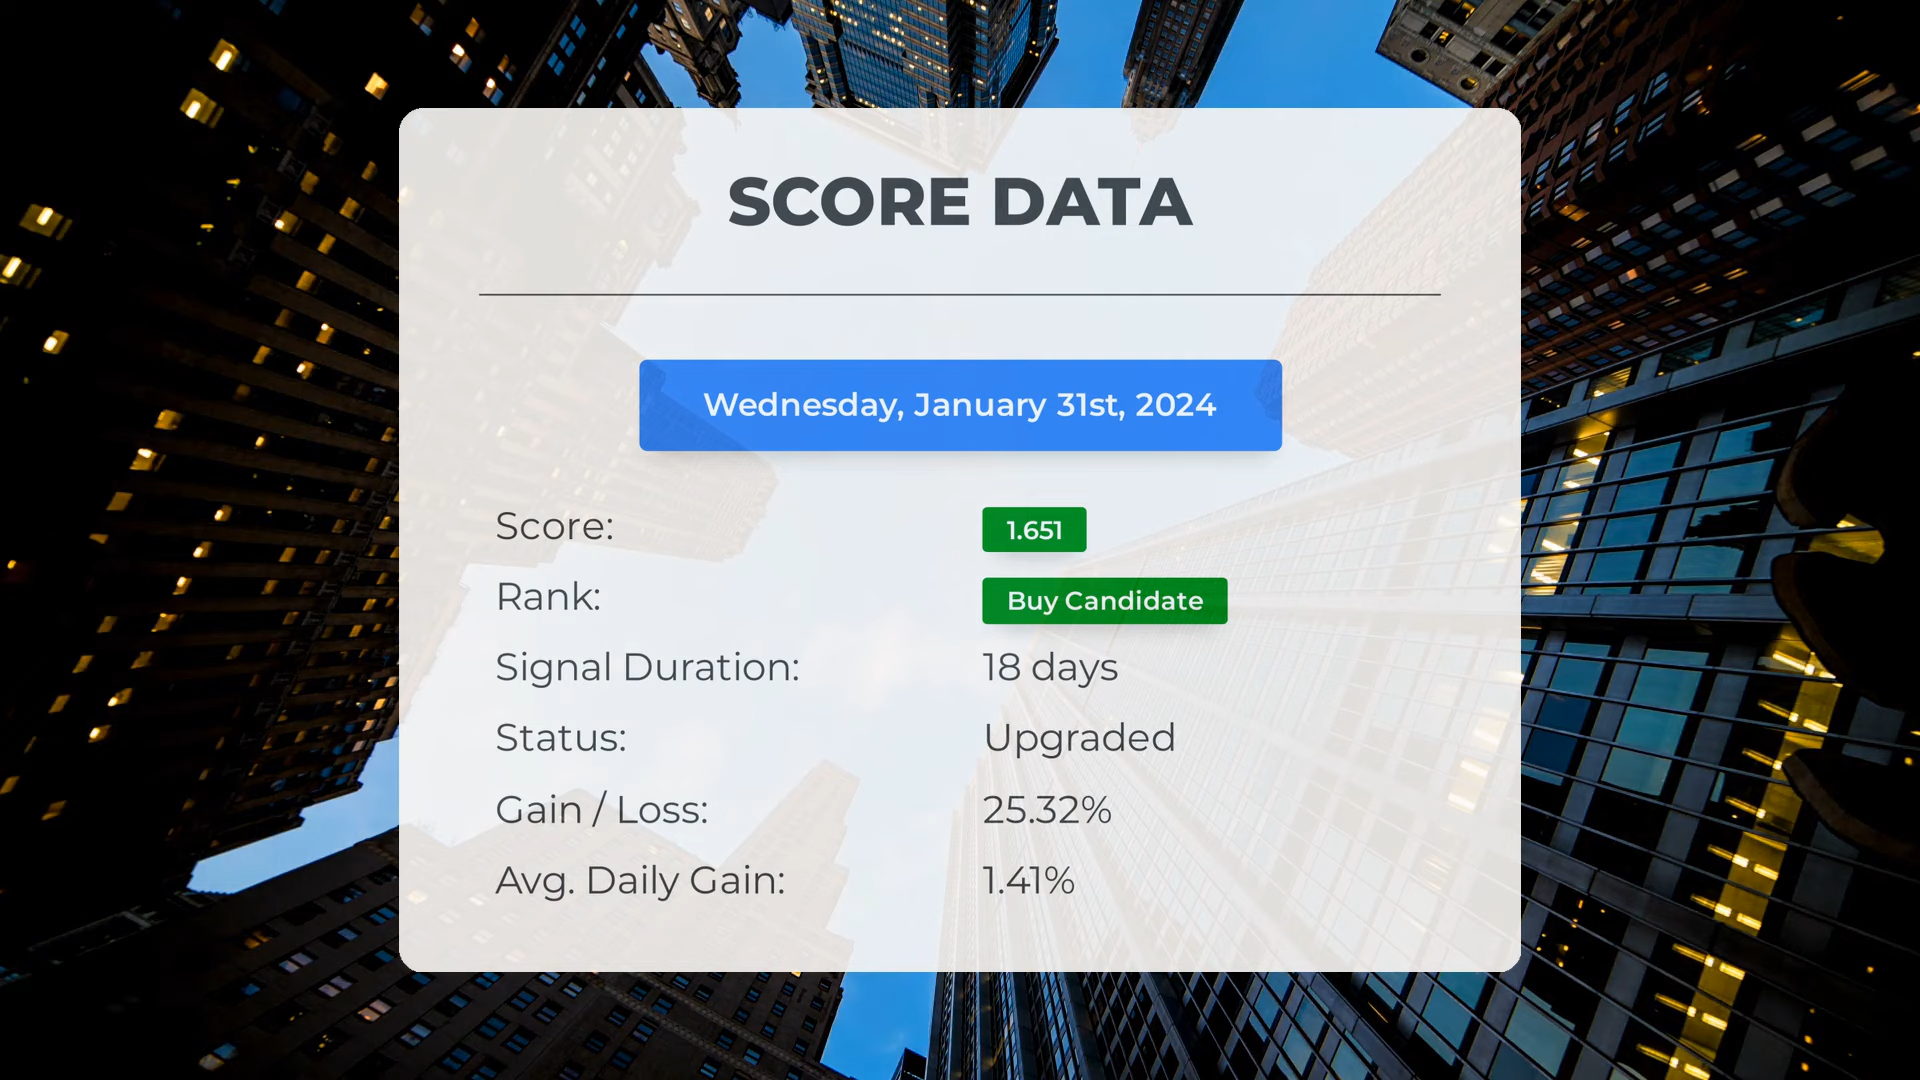 SCORE DATA
Wednesday, January 31st, 2024
Score: 1.651
Rank: Buy Candidate
Signal Duration: 18 days
Status: Upgraded
Gain / Loss: 25.32%
Avg. Daily Gain: 1.41%